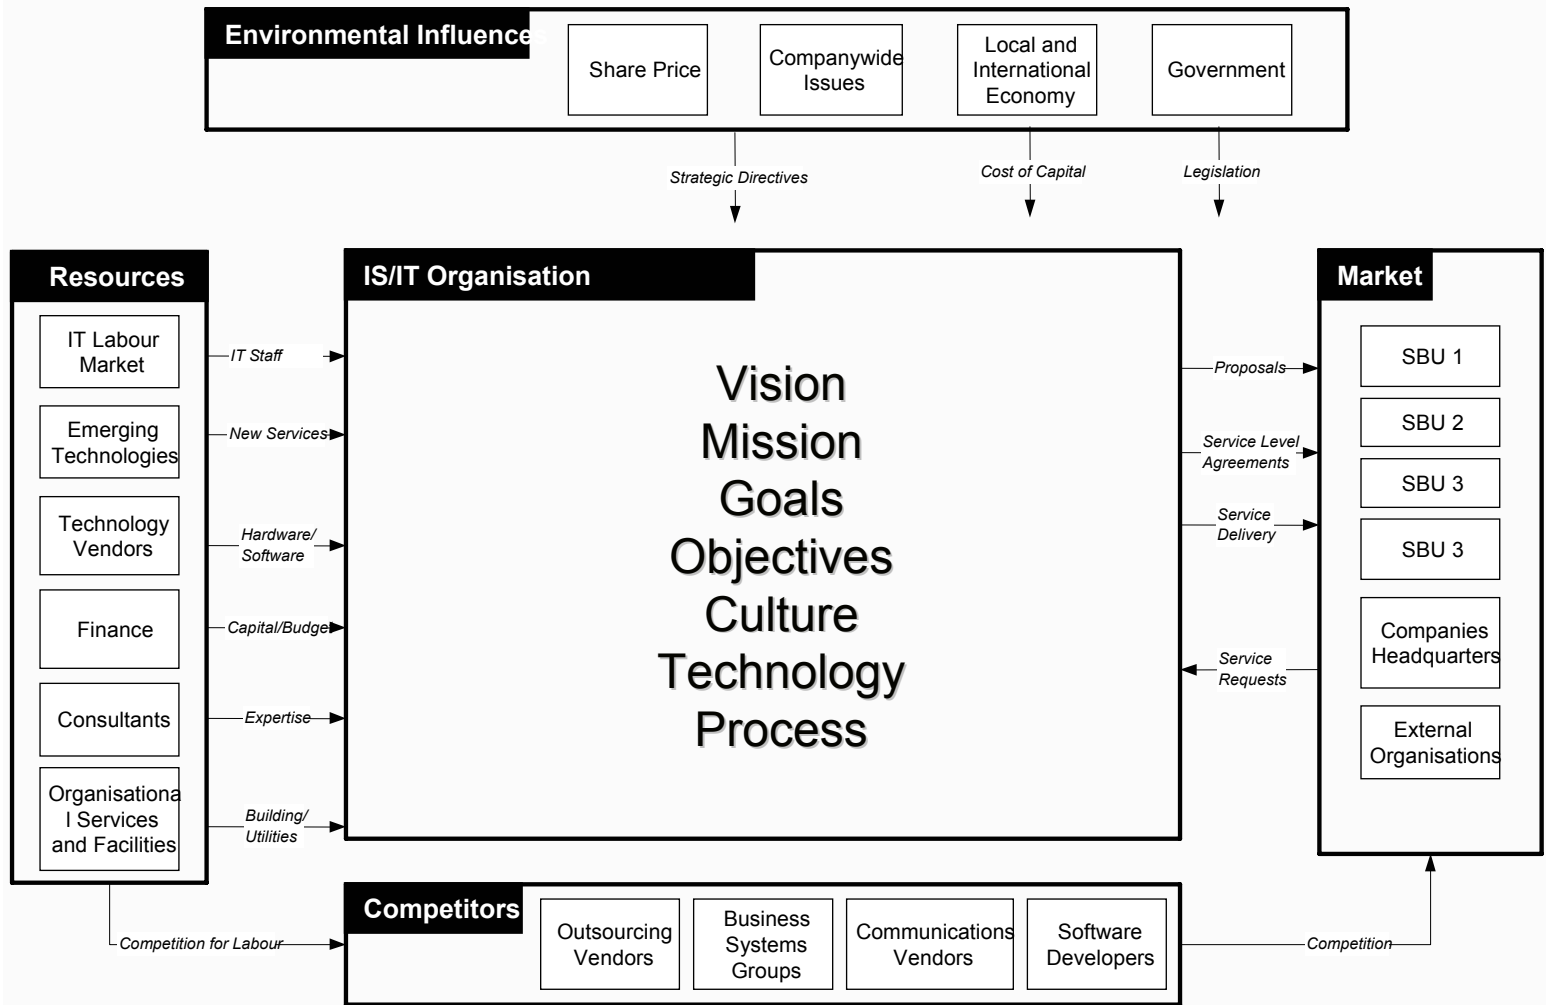 Environmental Influences
Share Price
Companywide
Issues
Local and
International
Economy
Government
Strategic Directives
Cost of Capital
Legislation
Resources
IT Labour
Market
Emerging
Technologies
Technology
Vendors
Finance
Consultants
Organisationa
l Services
and Facilities
IT Staff
New Services
Hardware/
Software
Capital/Budget
Expertise
Building/
Utilities
IS/IT Organisation
Vision
Mission
Goals
Objectives
Culture
Technology
Process
Proposals
Service Level
Agreements
Service
Delivery
Service
Requests
Market
SBU 1
SBU 2
SBU 3
SBU 3
Companies
Headquarters
External
Organisations
Competition for Labour
Competitors
Outsourcing
Vendors
Business
Systems
Groups
Communications
Vendors
Software
Developers
Competition